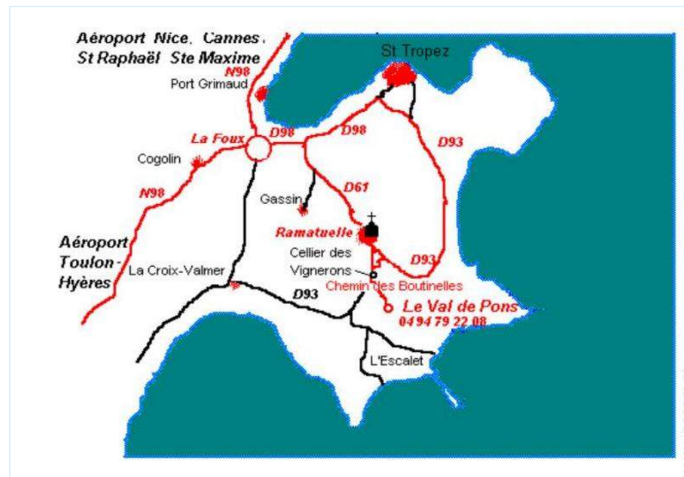 Aéroport Nice, Cannes,
St Raphaël Ste Maxime
N98
Port Grimaud
St Tropez
La Foux
D98
D98
D93
Cogolin
N98
Gassin
D61
Ramatuelle
Aéroport
Toulon-
Hyères
La Croix-Valmer
Cellier des
Vignerons
D93
Chemin des Boutinelles
D93
Le Val de Pons
04 94 79 22 08
L'Escalet